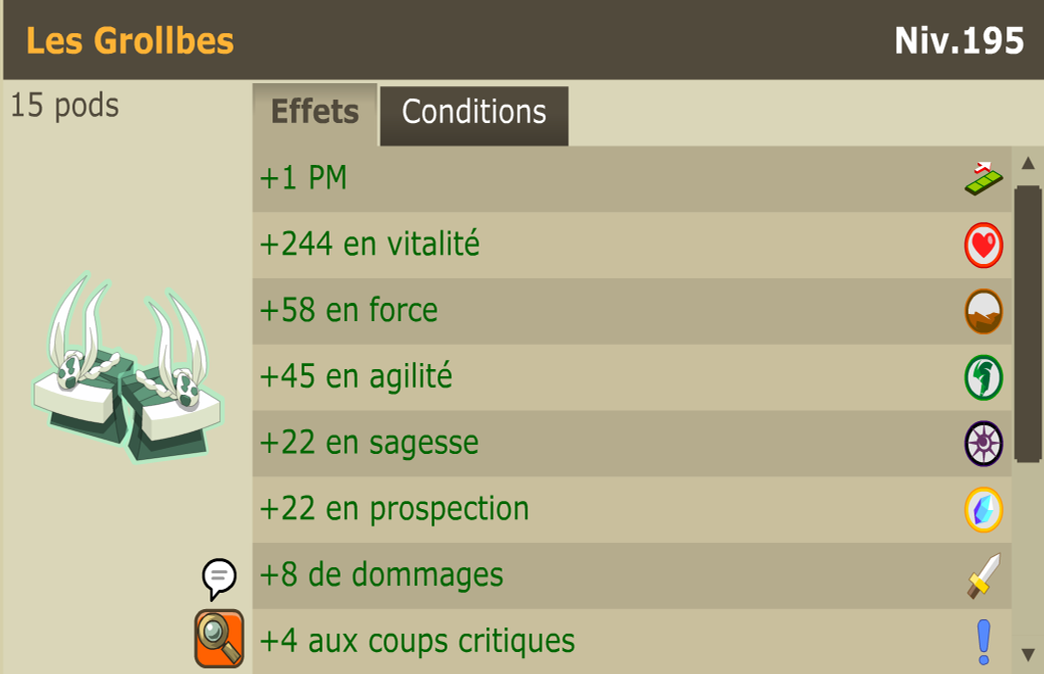 Les Grollbes
Niv.195
15 pods
Effets
Conditions
+1 PM
+244 en vitalité
+58 en force
+45 en agilité
+22 en sagesse
+22 en prospection
+8 de dommages
+4 aux coups critiques